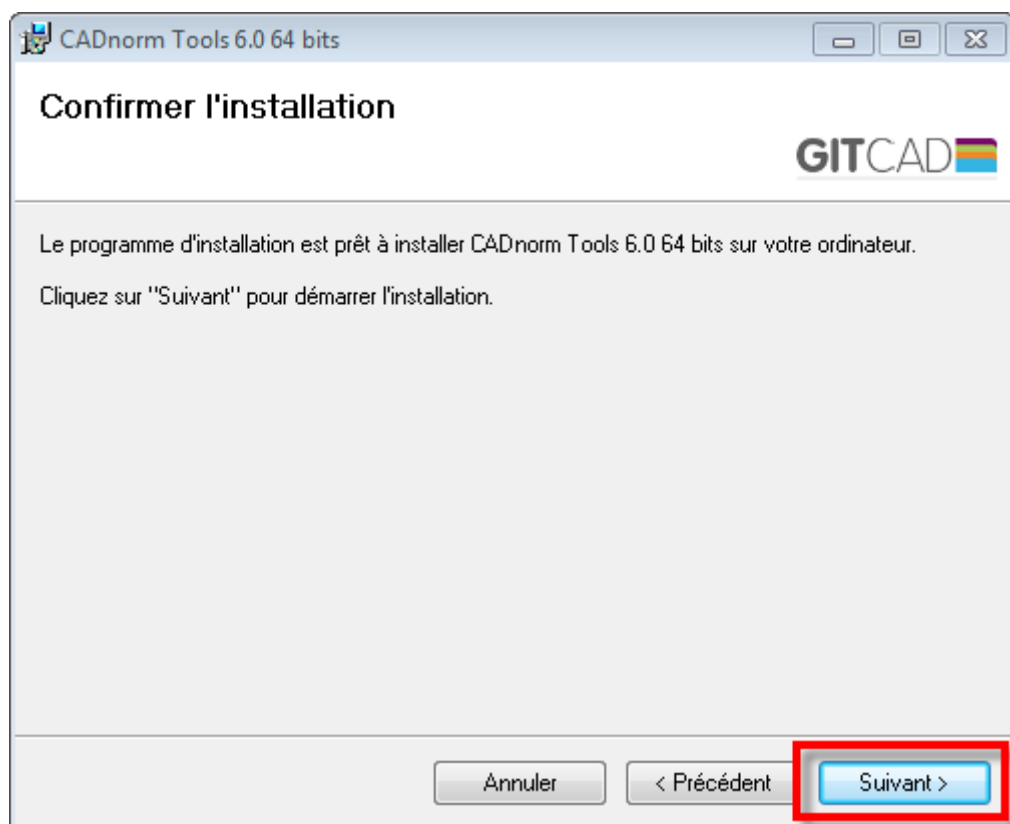 CADnorm Tools 6.0 64 bits
Confirmer l'installation
GITCAD
Le programme d'installation est prêt à installer CADnorm Tools 6.0 64 bits sur votre ordinateur.
Cliquez sur "Suivant" pour démarrer l'installation.
Annuler
< Précédent
Suivant >